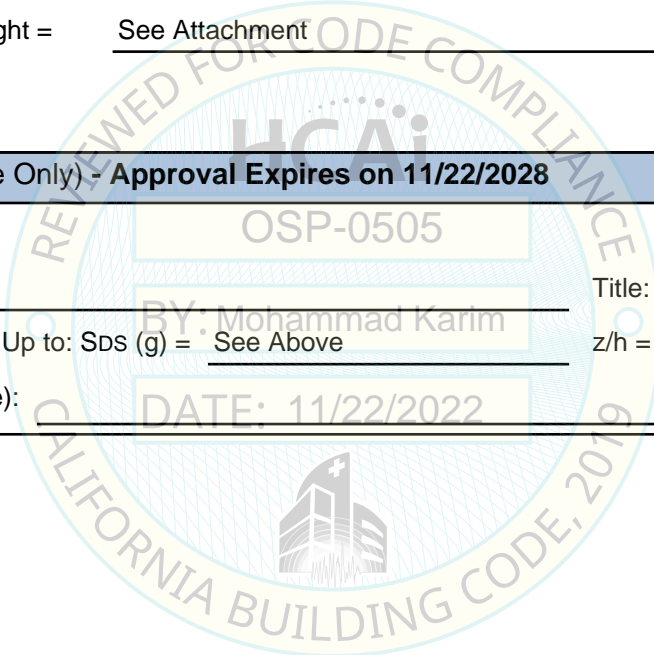 ght = See Attachment
REVIEWED FOR CODE COMPLIANCE
HCAi
e Only) - Approval Expires on 11/22/2028
OSP-0505
Title:
BY: Mohammad Karim
Up to: SDS (g) = See Above z/h =
e):
DATE: 11/22/2022
CALIFORNIA BUILDING CODE, 2019